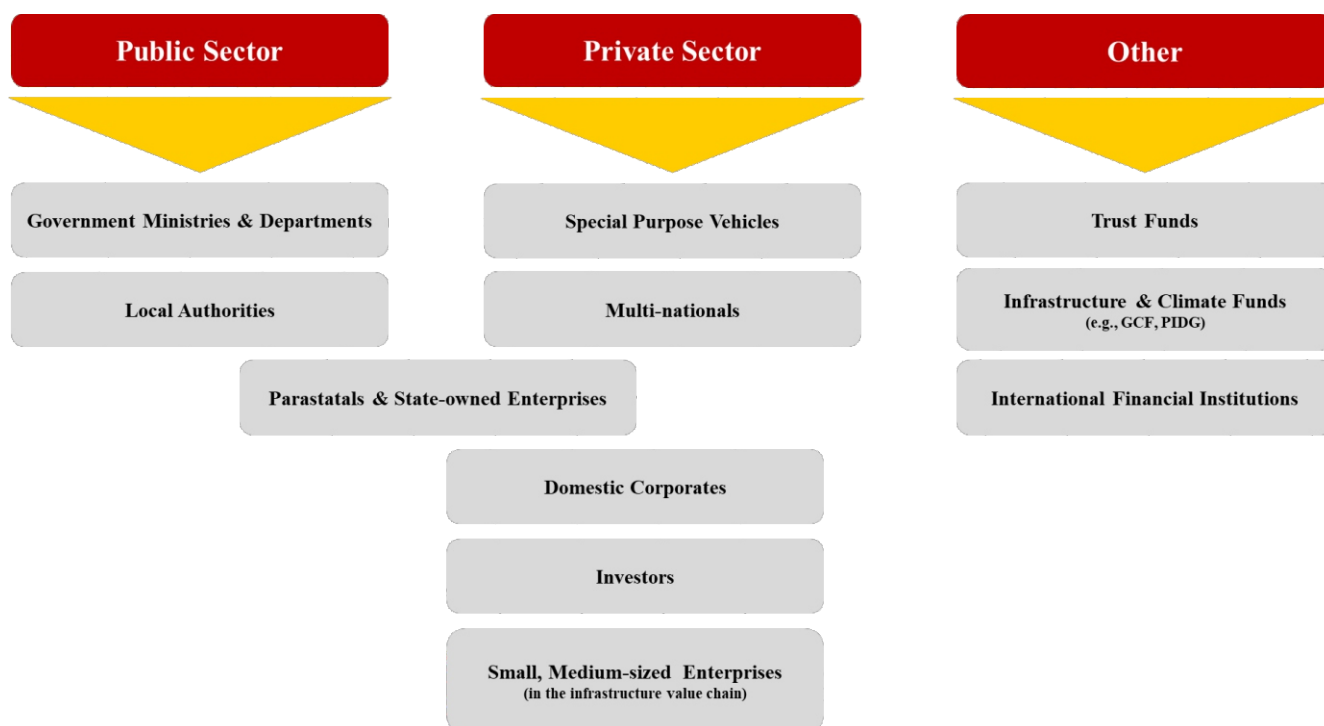 Public Sector
Private Sector
Other
Government Ministries & Departments
Special Purpose Vehicles
Trust Funds
Local Authorities
Multi-nationals
Infrastructure & Climate Funds
(e.g., GCF, PIDG)
Parastatals & State-owned Enterprises
International Financial Institutions
Domestic Corporates
Investors
Small, Medium-sized Enterprises
(in the infrastructure value chain)